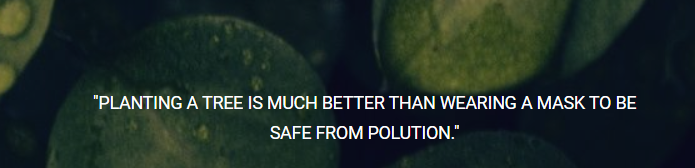 "PLANTING A TREE IS MUCH BETTER THAN WEARING A MASK TO BE
SAFE FROM POLUTION."